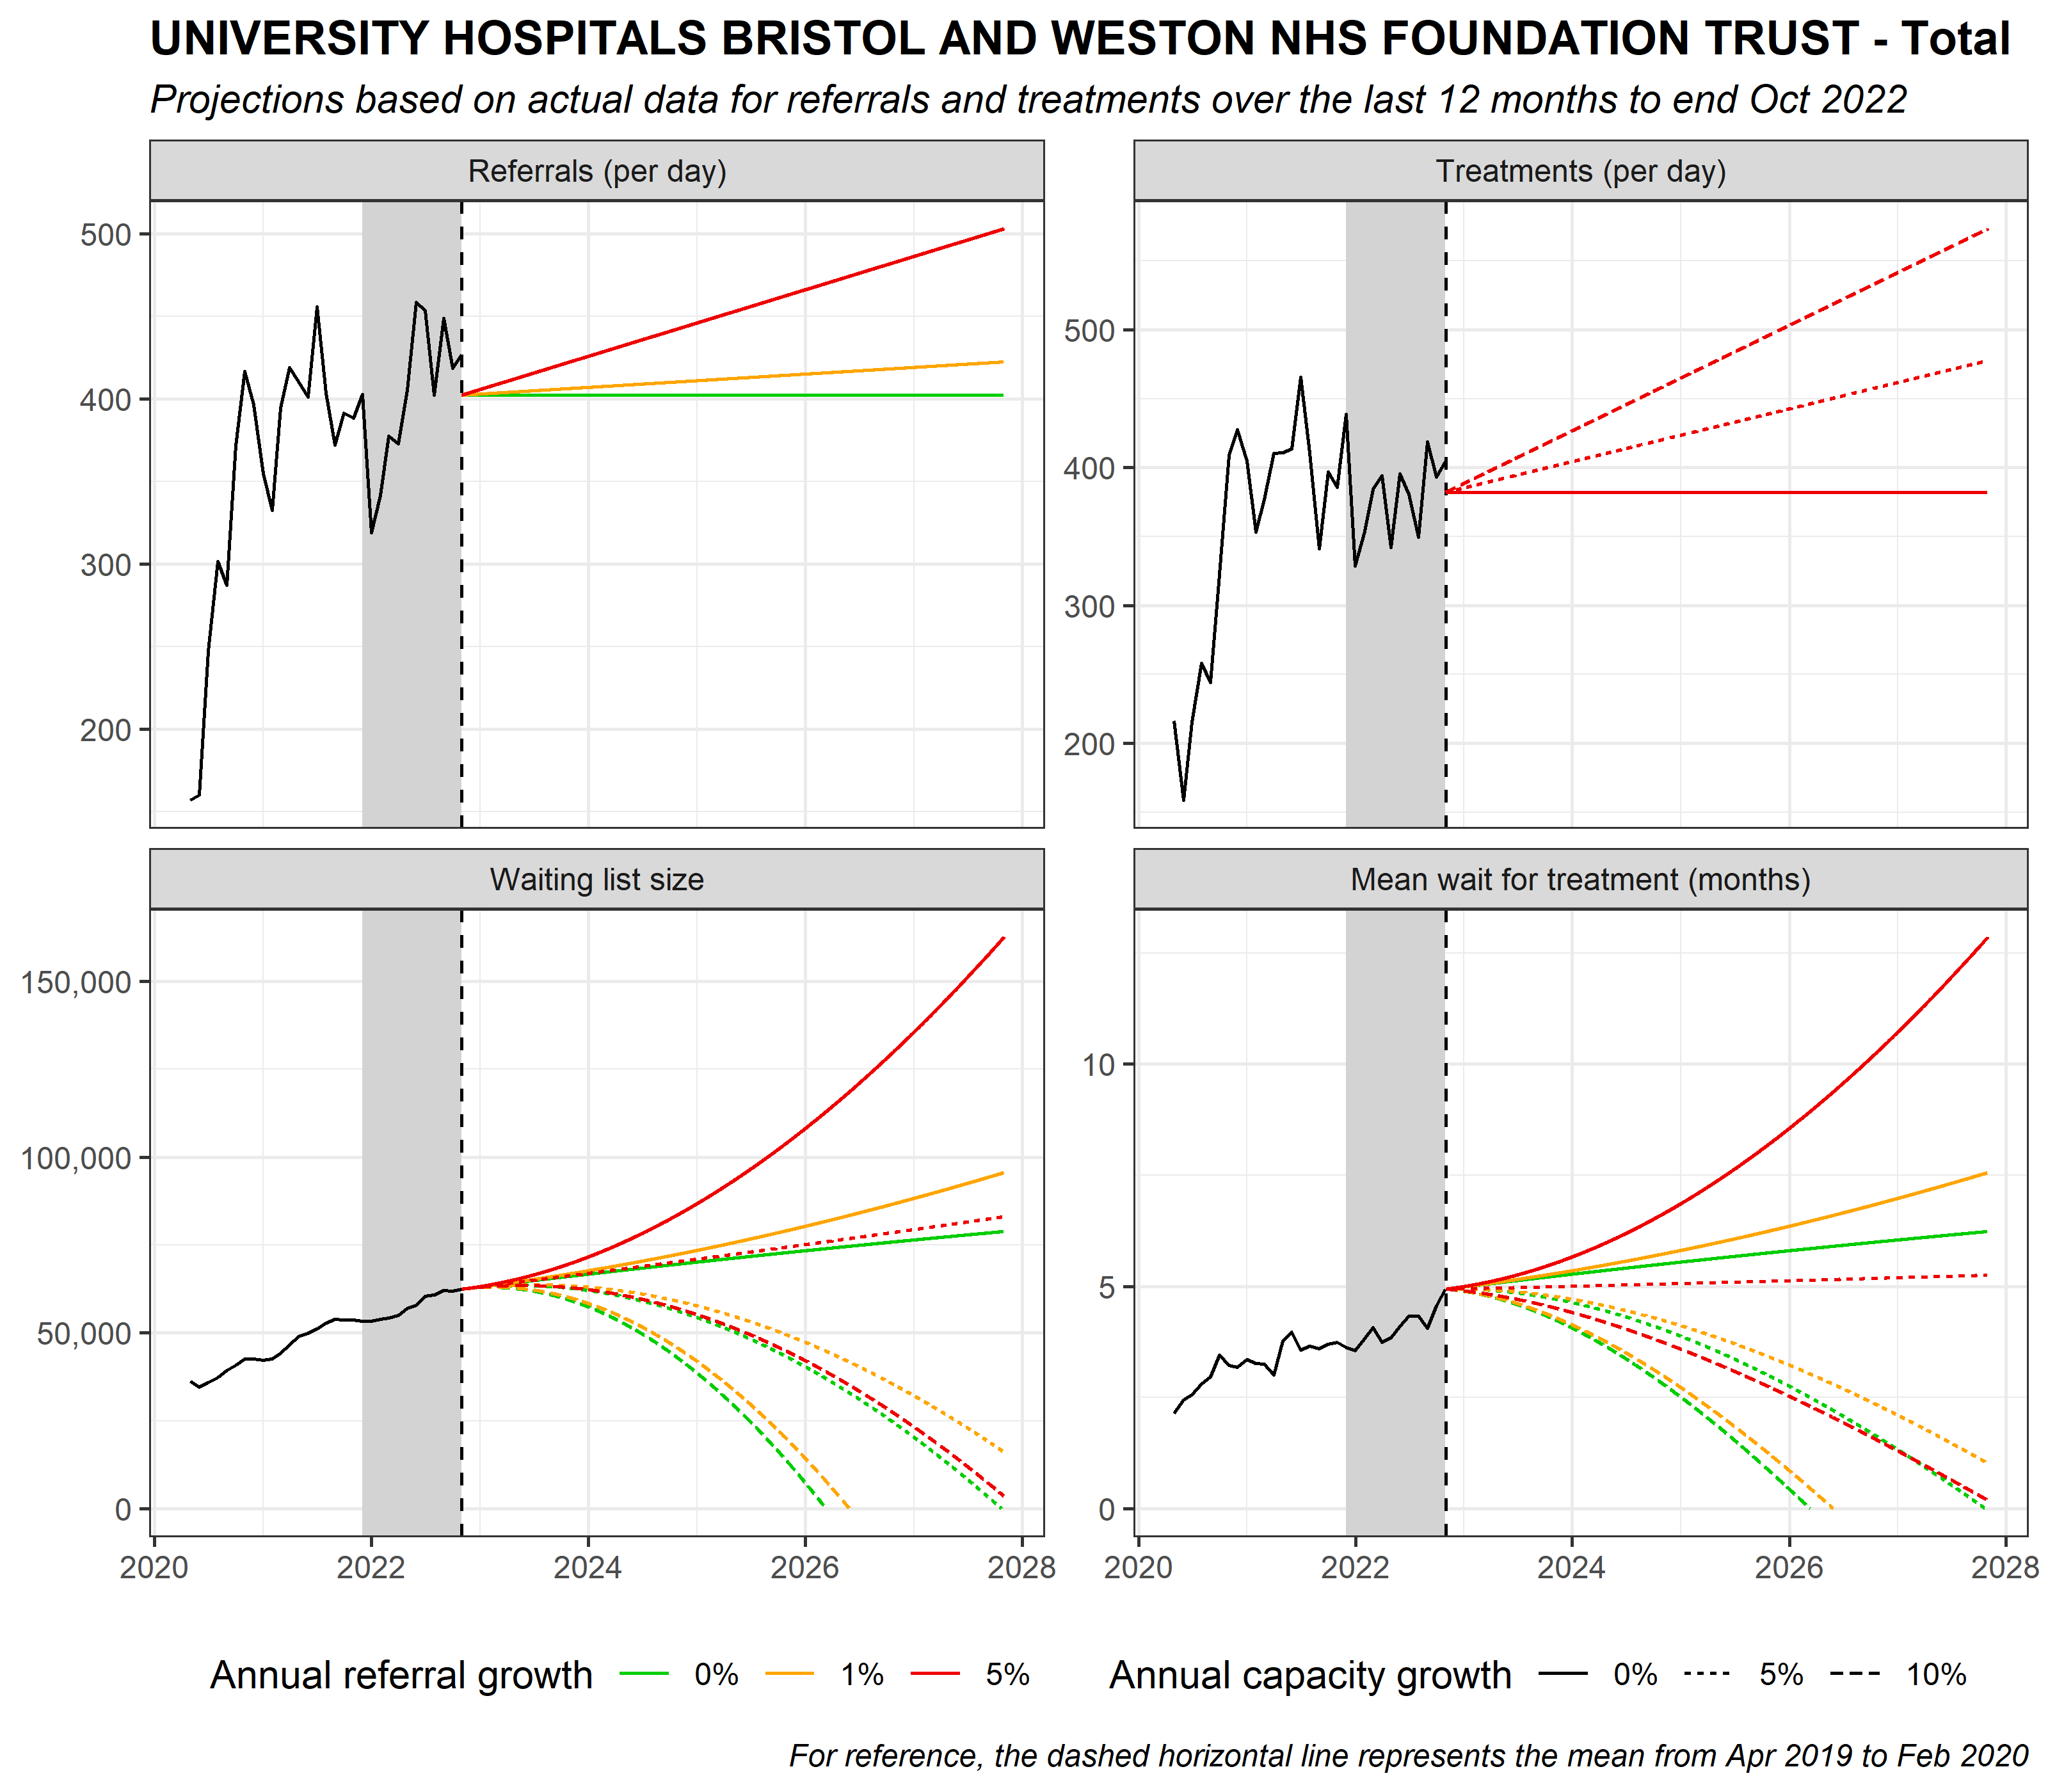 UNIVERSITY HOSPITALS BRISTOL AND WESTON NHS FOUNDATION TRUST - Total
Projections based on actual data for referrals and treatments over the last 12 months to end Oct 2022
Referrals (per day)
500
400
300
200
Treatments (per day)
500
400
300
200
Waiting list size
150,000
100,000
50,000
0
2020 2022 2024 2026 2028
Mean wait for treatment (months)
10
5
0
2020 2022 2024 2026 2028
Annual referral growth 0% 1% 5%
Annual capacity growth 0% 5% 10%
For reference, the dashed horizontal line represents the mean from Apr 2019 to Feb 2020